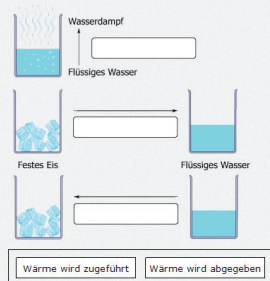 Wasserdampf
Flüssiges Wasser
Festes Eis
Flüssiges Wasser
Wärme wird zugeführt
Wärme wird abgegeben